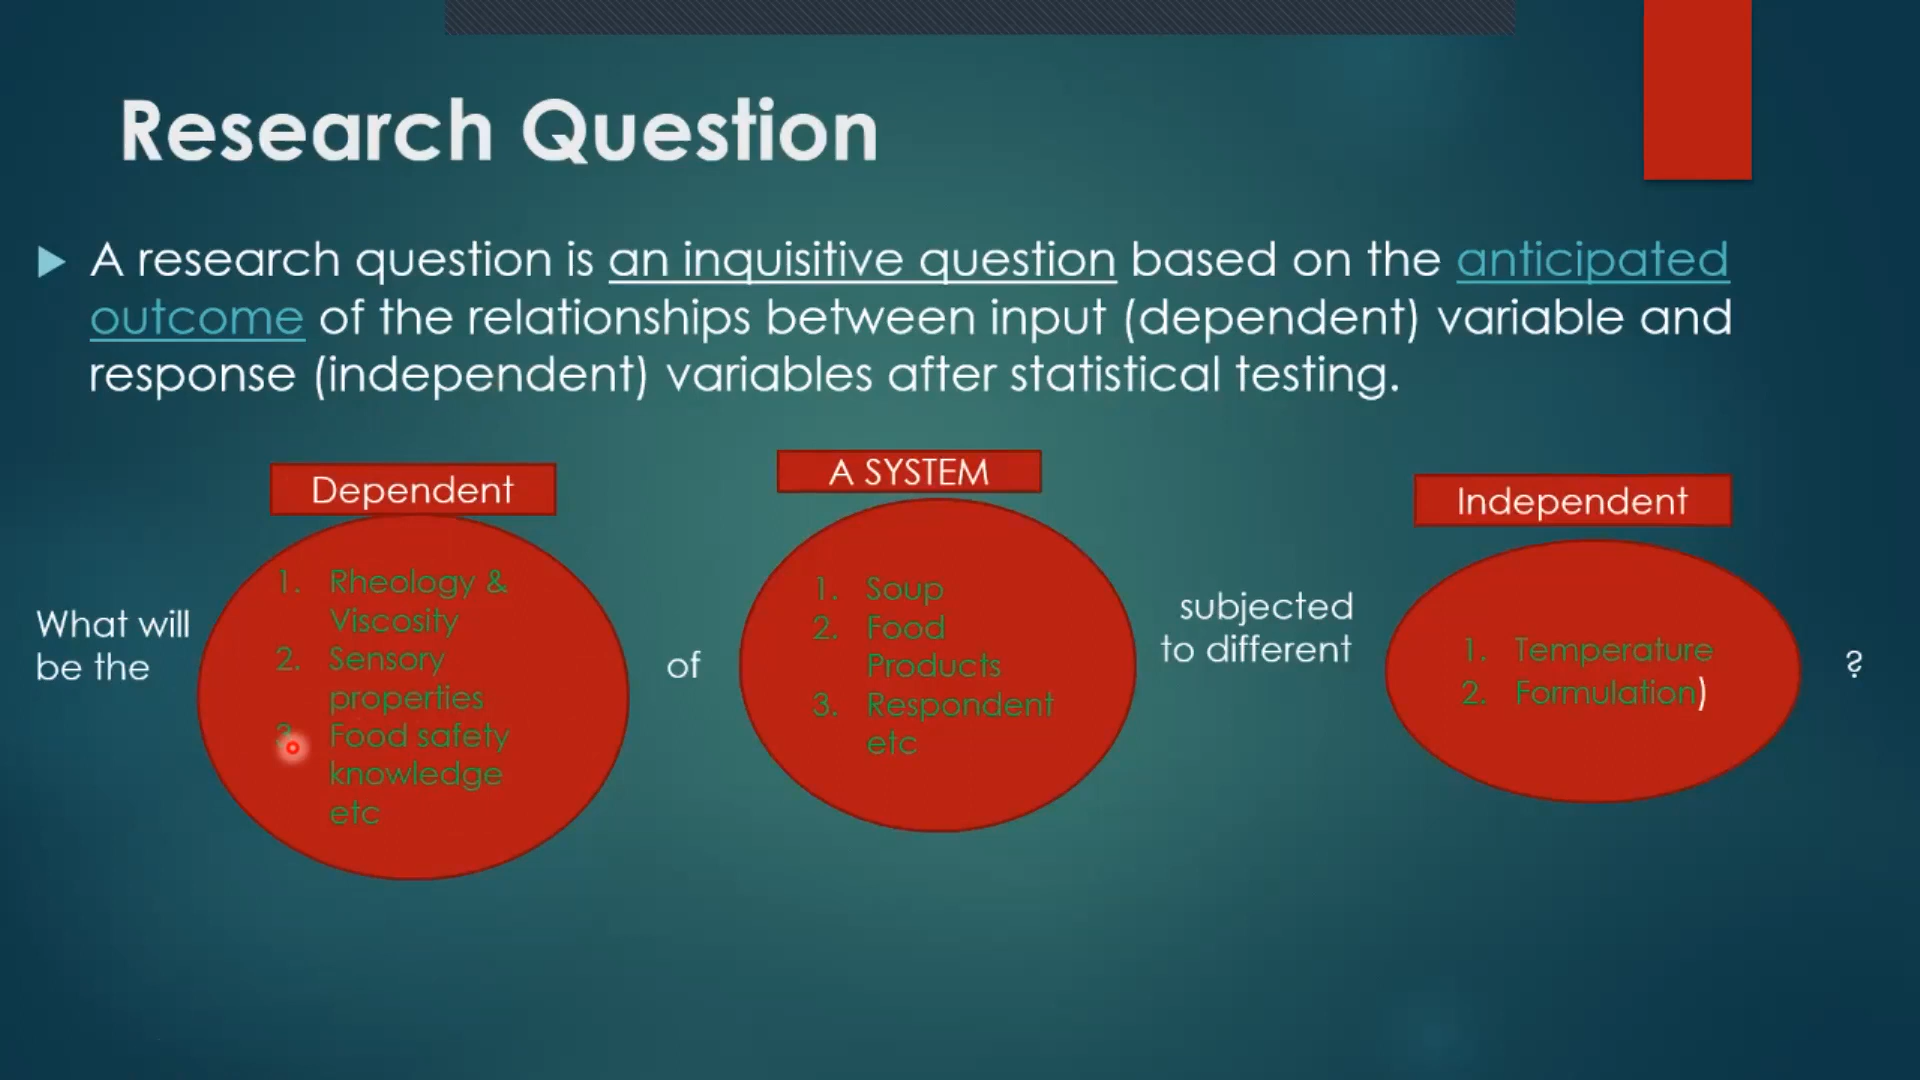 Research Question
A research question is an inquisitive question based on the anticipated
outcome of the relationships between input (dependent) variable and
response (independent) variables after statistical testing.
Dependent
A SYSTEM
Independent
What will
be the
1. Rheology &
Viscosity
2. Sensory
properties
3. Food safety
knowledge
etc
of
1. Soup
2. Food
Products
3. Respondent
etc
subjected
to different
1. Temperature
2. Formulation)
?